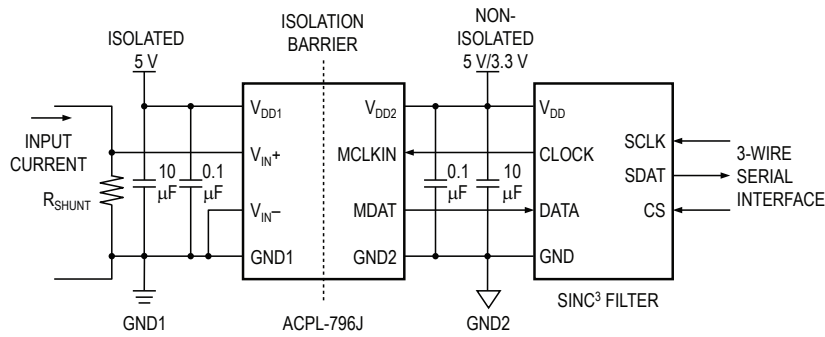 ISOLATED
5 V
ISOLATION
BARRIER
NON-
ISOLATED
5 V/3.3 V
INPUT
CURRENT
R_SHUNT
10
μF
0.1
μF
V_DD1
V_IN+
V_IN–
GND1
V_DD2
MCLKIN
MDAT
GND2
0.1
μF
10
μF
V_DD
CLOCK
DATA
GND
SCLK
SDAT
CS
3-WIRE
SERIAL
INTERFACE
GND1
ACPL-796J
GND2
SINC³ FILTER